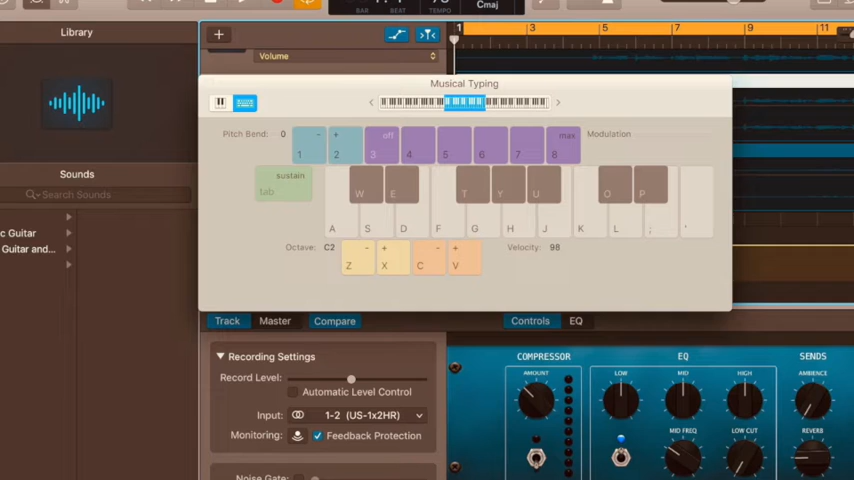 BAR BEAT TEMPO Cmaj
Library
Volume
1 3 5 7 9 11
Musical Typing
Pitch Bend: 0
- 1
+ 2
off 3
4
5
6
7
max 8
Modulation
sustain
tab
W E T Y U O P
A S D F G H J K L ; '
Octave: C2
- Z
+ X
- C
+ V
Velocity: 98
Sounds
Search Sounds
c Guitar
Guitar and...
Track Master Compare
Controls EQ
Recording Settings
Record Level:
Automatic Level Control
Input: 1-2 (US-1x2HR)
Monitoring: Feedback Protection
Noise Gate:
COMPRESSOR EQ SENDS
AMOUNT LOW MID HIGH AMBIENCE
MID FREQ LOW CUT REVERB